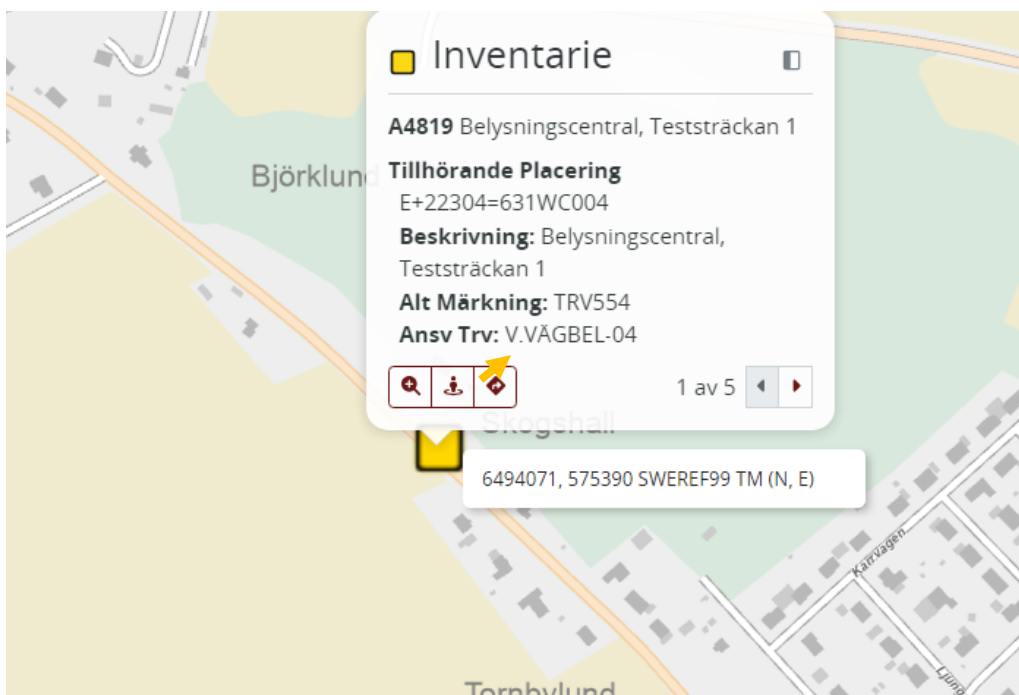 Inventarie
A4819 Belysningscentral, Teststräckan 1
Tillhörande Placering
E+22304=631WC004
Beskrivning: Belysningscentral,
Teststräckan 1
Alt Märkning: TRV554
Ansv Trv: V.VÄGBEL-04
1 av 5
Björklund
Skogshall
6494071, 575390 SWEREF99 TM (N, E)
Karrvägen
Tornbylund